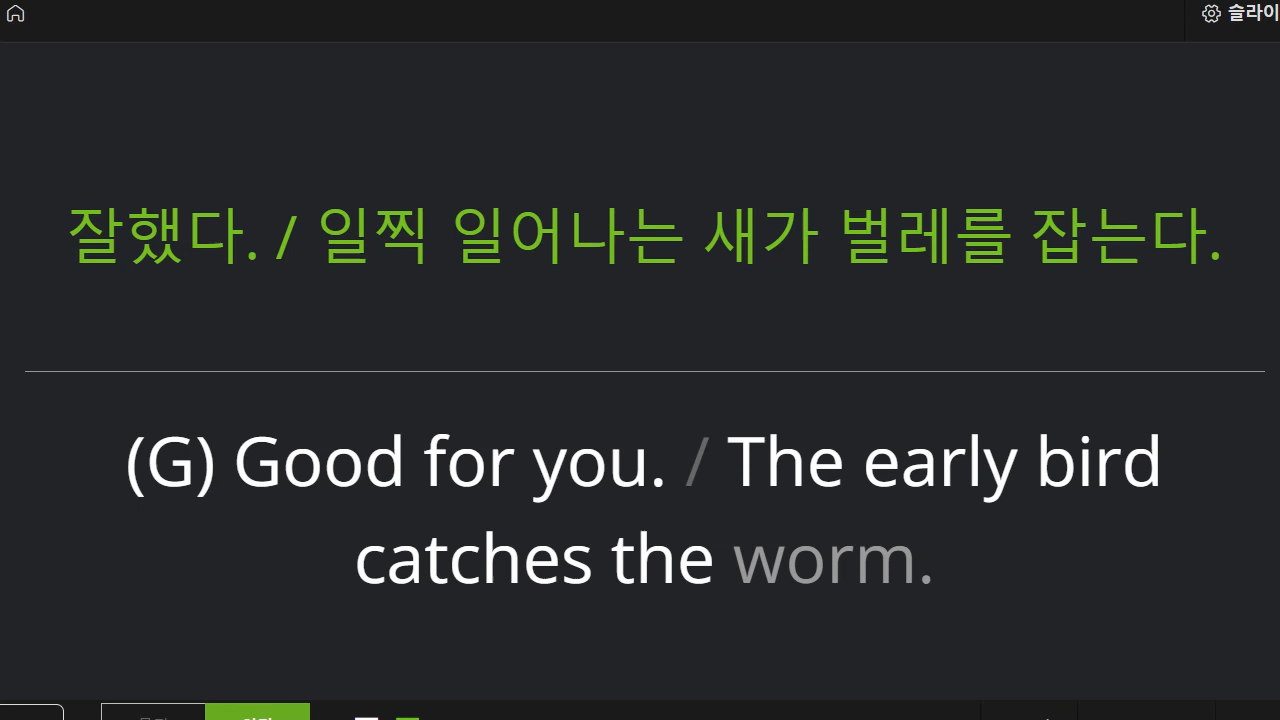 슬라이
잘했다. / 일찍 일어나는 새가 벌레를 잡는다.
(G) Good for you. / The early bird
catches the worm.